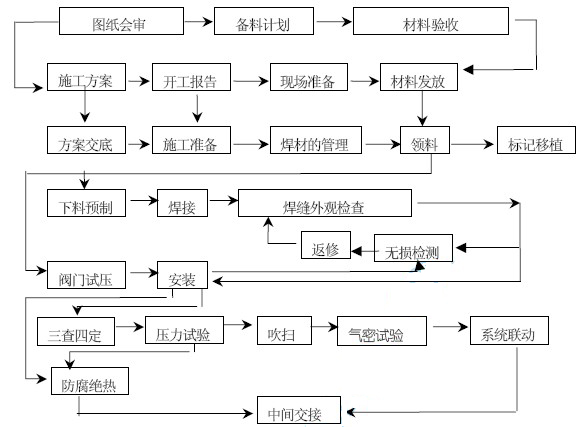 图纸会审 备料计划 材料验收
施工方案 开工报告 现场准备 材料发放
方案交底 施工准备 焊材的管理 领料 标记移植
下料预制 焊接 焊缝外观检查
返修 无损检测
阀门试压 安装
三查四定 压力试验 吹扫 气密试验 系统联动
防腐绝热
中间交接